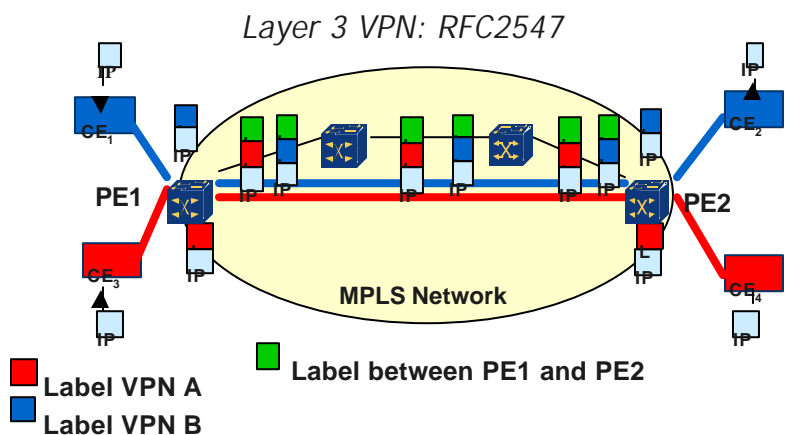 Layer 3 VPN: RFC2547
IP
IP
CE1
CE2
IP
IP
IP
IP
IP
IP
IP
IP
PE1
PE2
L
IP
IP
CE3
CE4
MPLS Network
IP
IP
Label VPN A
Label between PE1 and PE2
Label VPN B